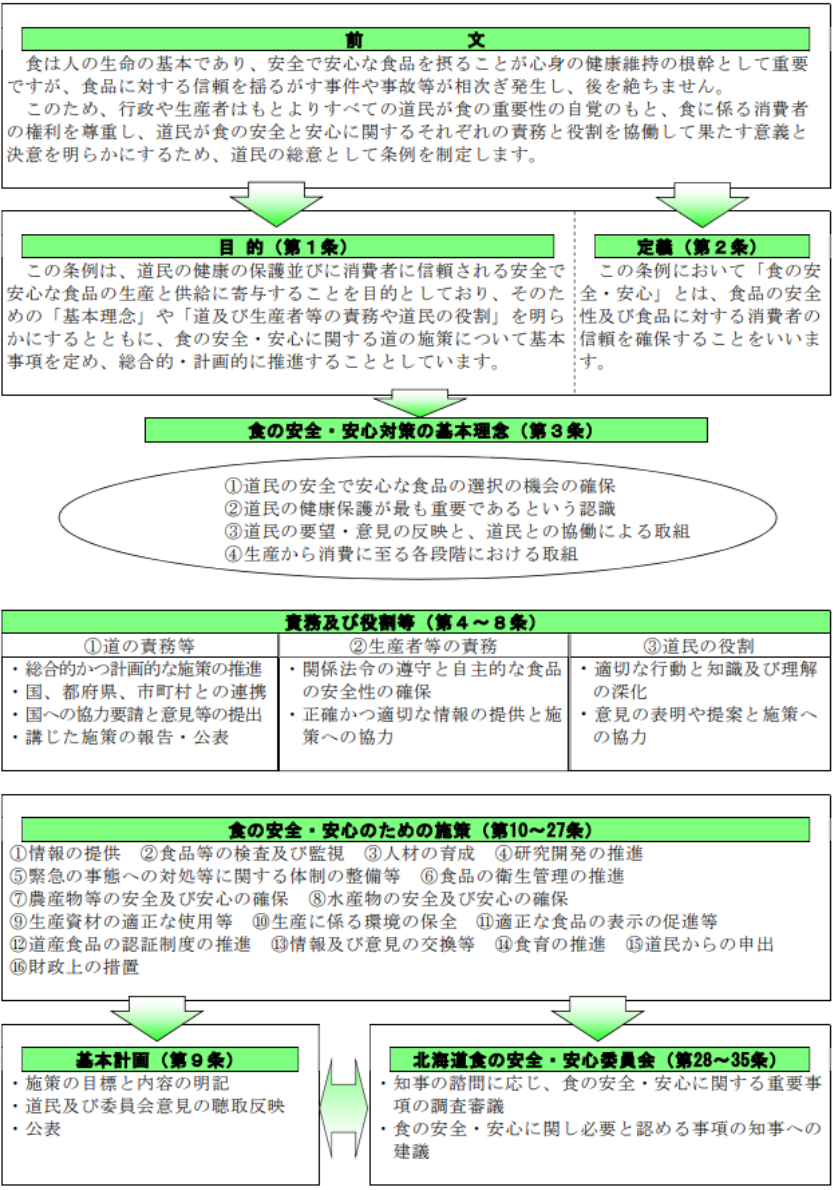 前　　　文
食は人の生命の基本であり、安全で安心な食品を摂ることが心身の健康維持の根幹として重要
ですが、食品に対する信頼を揺るがす事件や事故等が相次ぎ発生し、後を絶ちません。
このため、行政や生産者はもとよりすべての道民が食の重要性の自覚のもと、食に係る消費者
の権利を尊重し、道民が食の安全と安心に関するそれぞれの責務と役割を協働して果たす意義と
決意を明らかにするため、道民の総意として条例を制定します。
目 的（第１条）
この条例は、道民の健康の保護並びに消費者に信頼される安全で
安心な食品の生産と供給に寄与することを目的としており、そのた
めの「基本理念」や「道及び生産者等の責務や道民の役割」を明ら
かにするとともに、食の安全・安心に関する道の施策について基本
事項を定め、総合的・計画的に推進することとしています。
定義（第２条）
この条例において「食の安
全・安心」とは、食品の安全
性及び食品に対する消費者の
信頼を確保することをいいま
す。
食の安全・安心対策の基本理念（第３条）
①道民の安全で安心な食品の選択の機会の確保
②道民の健康保護が最も重要であるという認識
③道民の要望・意見の反映と、道民との協働による取組
④生産から消費に至る各段階における取組
責務及び役割等（第４～８条）
①道の責務等
・総合的かつ計画的な施策の推進
・国、都府県、市町村との連携
・国への協力要請と意見等の提出
・講じた施策の報告・公表
②生産者等の責務
・関係法令の遵守と自主的な食品
の安全性の確保
・正確かつ適切な情報の提供と施
策への協力
③道民の役割
・適切な行動と知識及び理解
の深化
・意見の表明や提案と施策へ
の協力
食の安全・安心のための施策（第10～27条）
①情報の提供　②食品等の検査及び監視　③人材の育成　④研究開発の推進
⑤緊急の事態への対処等に関する体制の整備等　⑥食品の衛生管理の推進
⑦農産物等の安全及び安心の確保　⑧水産物の安全及び安心の確保
⑨生産資材の適正な使用等　⑩生産に係る環境の保全　⑪適正な食品の表示の促進等
⑫道産食品の認証制度の推進　⑬情報及び意見の交換等　⑭食育の推進　⑮道民からの申出
⑯財政上の措置
基本計画（第９条）
・施策の目標と内容の明記
・道民及び委員会意見の聴取反映
・公表
北海道食の安全・安心委員会（第28～35条）
・知事の諮問に応じ、食の安全・安心に関する重要事
項の調査審議
・食の安全・安心に関し必要と認める事項の知事への
建議